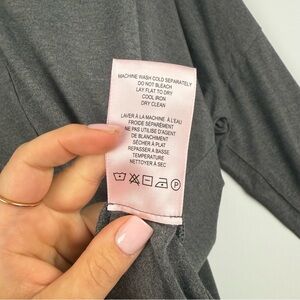 MACHINE WASH COLD SEPARATELY
DO NOT BLEACH
LAY FLAT TO DRY
COOL IRON
DRY CLEAN
LAVER À LA MACHINE À L'EAU
FROIDE SÉPARÉMENT
NE PAS UTILISÉ D'AGENT
DE BLANCHIMENT
SÉCHER À PLAT
REPASSER À BASSE
TEMPERATURE
NETTOYER À SEC
P